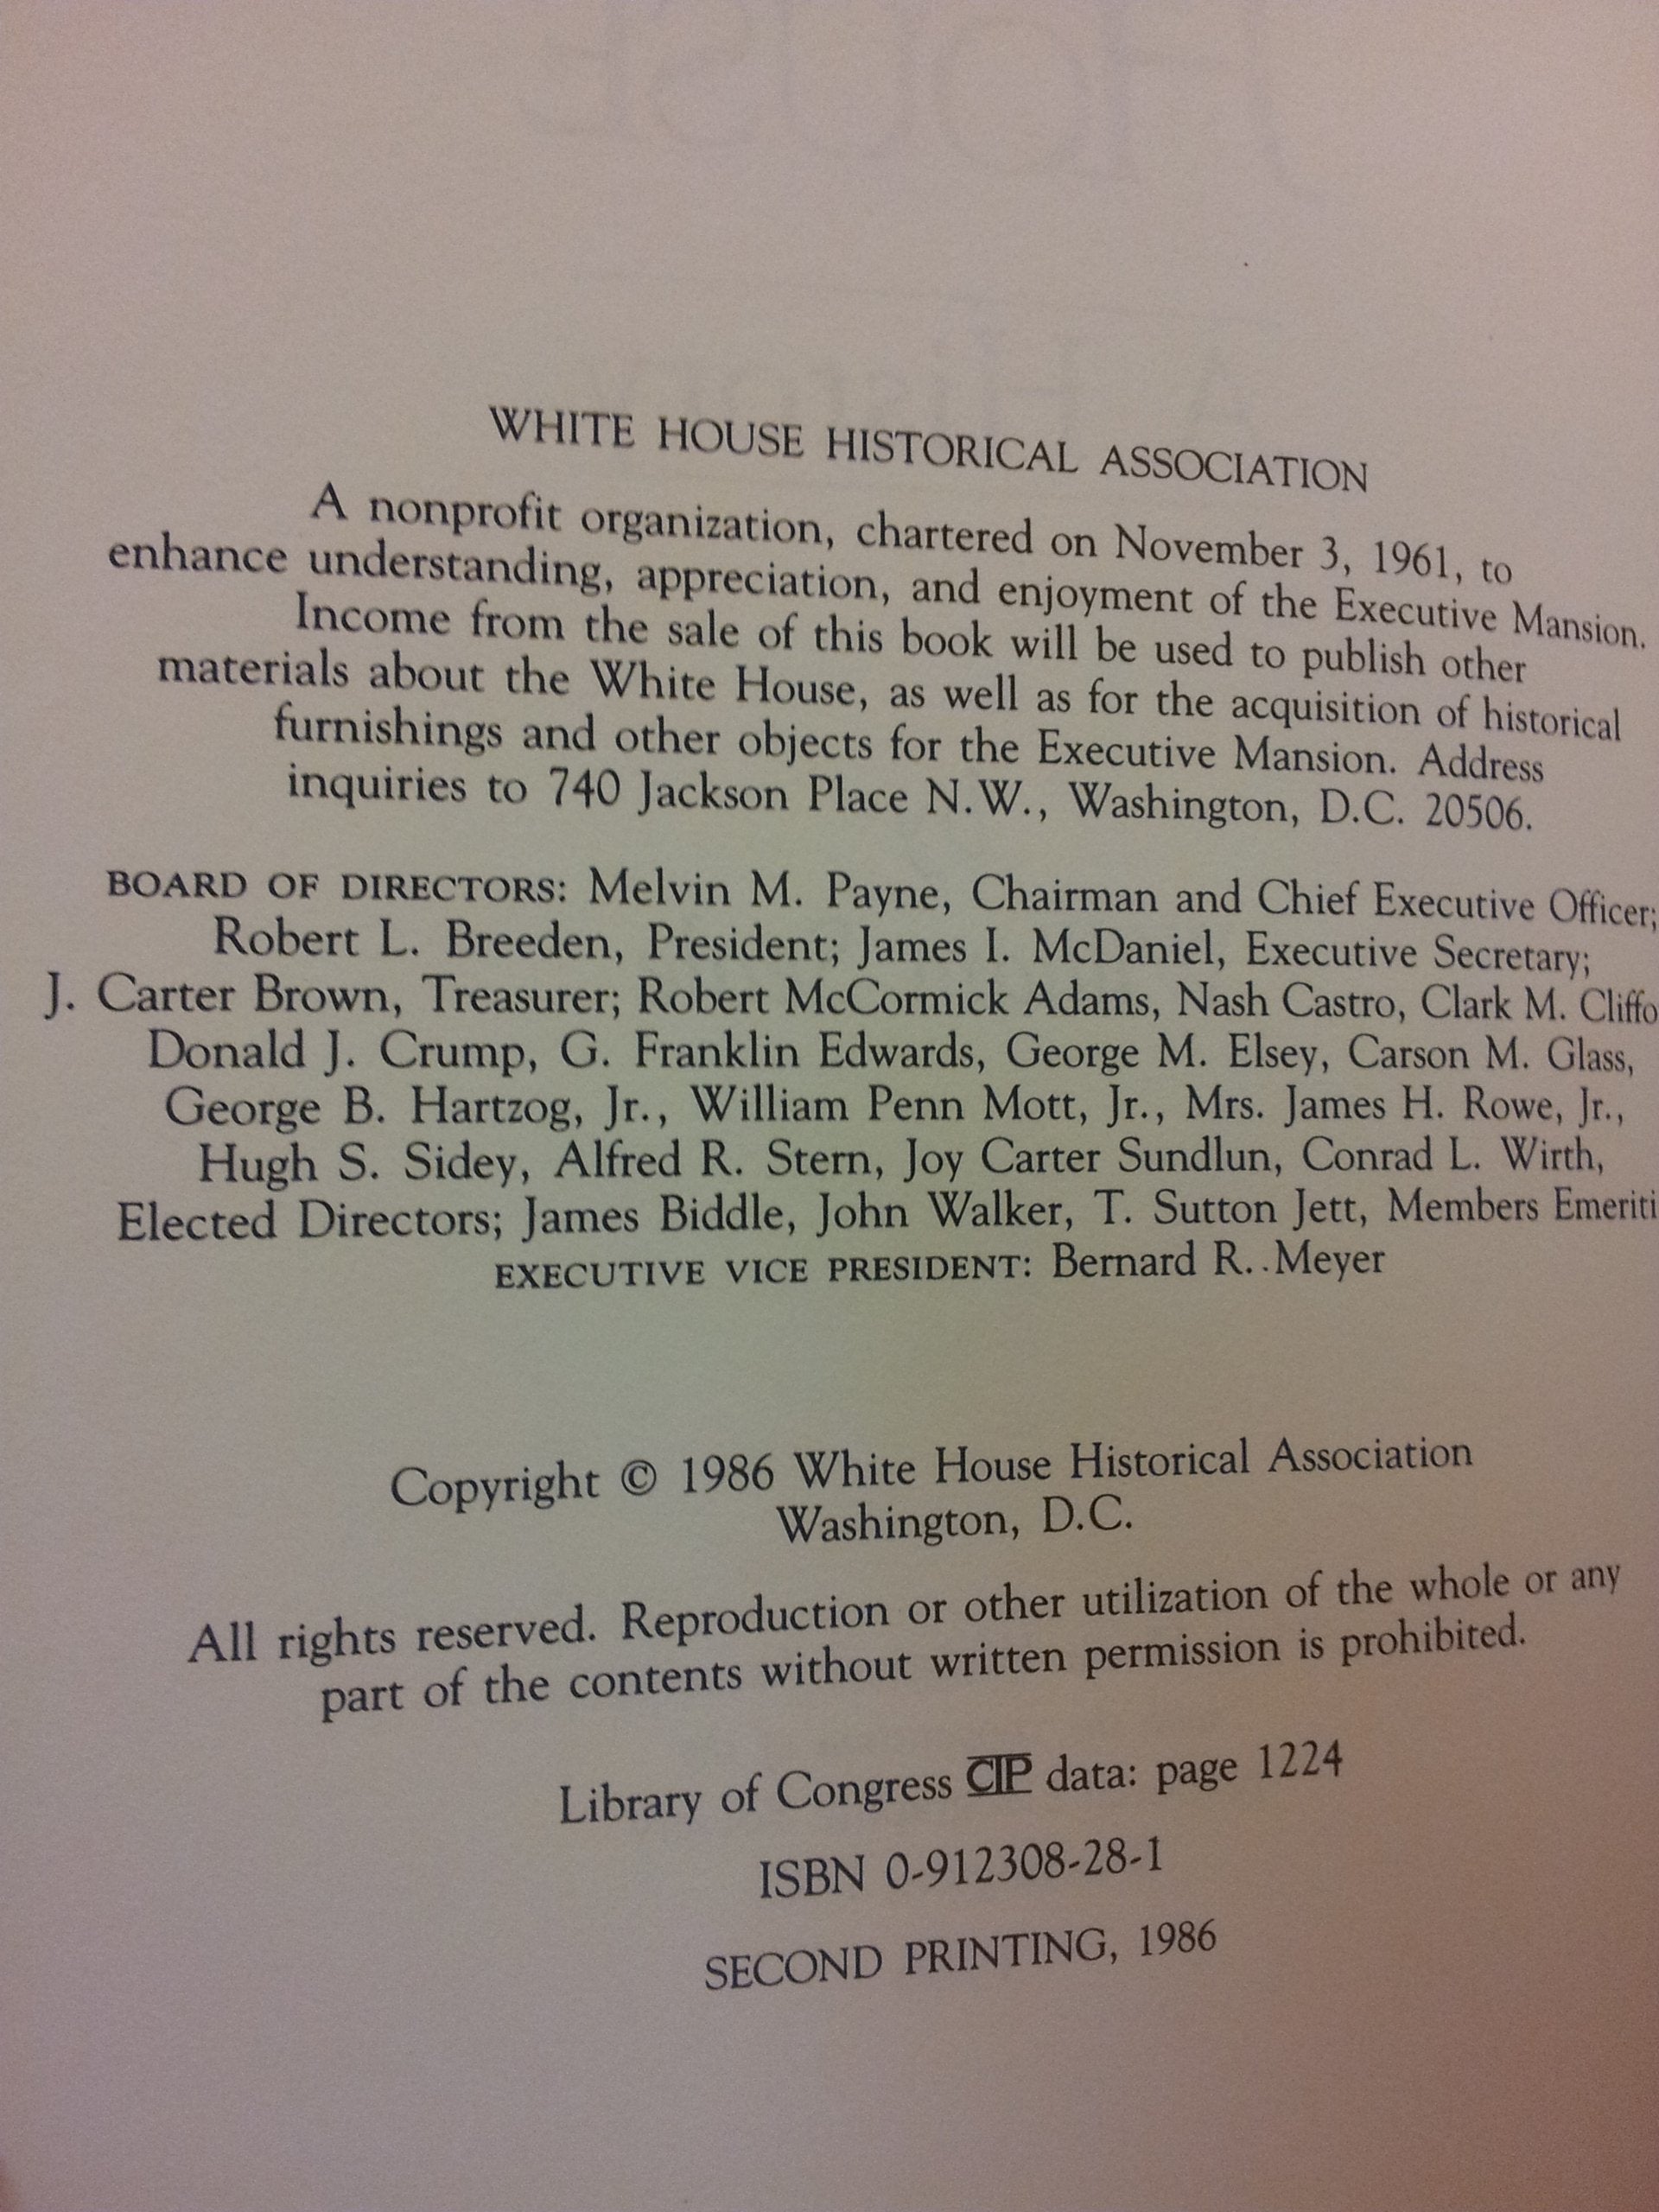 WHITE HOUSE HISTORICAL ASSOCIATION
A nonprofit organization, chartered on November 3, 1961, to
enhance understanding, appreciation, and enjoyment of the Executive Mansion.
Income from the sale of this book will be used to publish other
materials about the White House, as well as for the acquisition of historical
furnishings and other objects for the Executive Mansion. Address
inquiries to 740 Jackson Place N.W., Washington, D.C. 20506.
BOARD OF DIRECTORS: Melvin M. Payne, Chairman and Chief Executive Officer;
Robert L. Breeden, President; James I. McDaniel, Executive Secretary;
J. Carter Brown, Treasurer; Robert McCormick Adams, Nash Castro, Clark M. Cliffo
Donald J. Crump, G. Franklin Edwards, George M. Elsey, Carson M. Glass,
George B. Hartzog, Jr., William Penn Mott, Jr., Mrs. James H. Rowe, Jr.,
Hugh S. Sidey, Alfred R. Stern, Joy Carter Sundlun, Conrad L. Wirth,
Elected Directors; James Biddle, John Walker, T. Sutton Jett, Members Emeriti
EXECUTIVE VICE PRESIDENT: Bernard R. Meyer
Copyright © 1986 White House Historical Association
Washington, D.C.
All rights reserved. Reproduction or other utilization of the whole or any
part of the contents without written permission is prohibited.
Library of Congress CIP data: page 1224
ISBN 0-912308-28-1
SECOND PRINTING, 1986